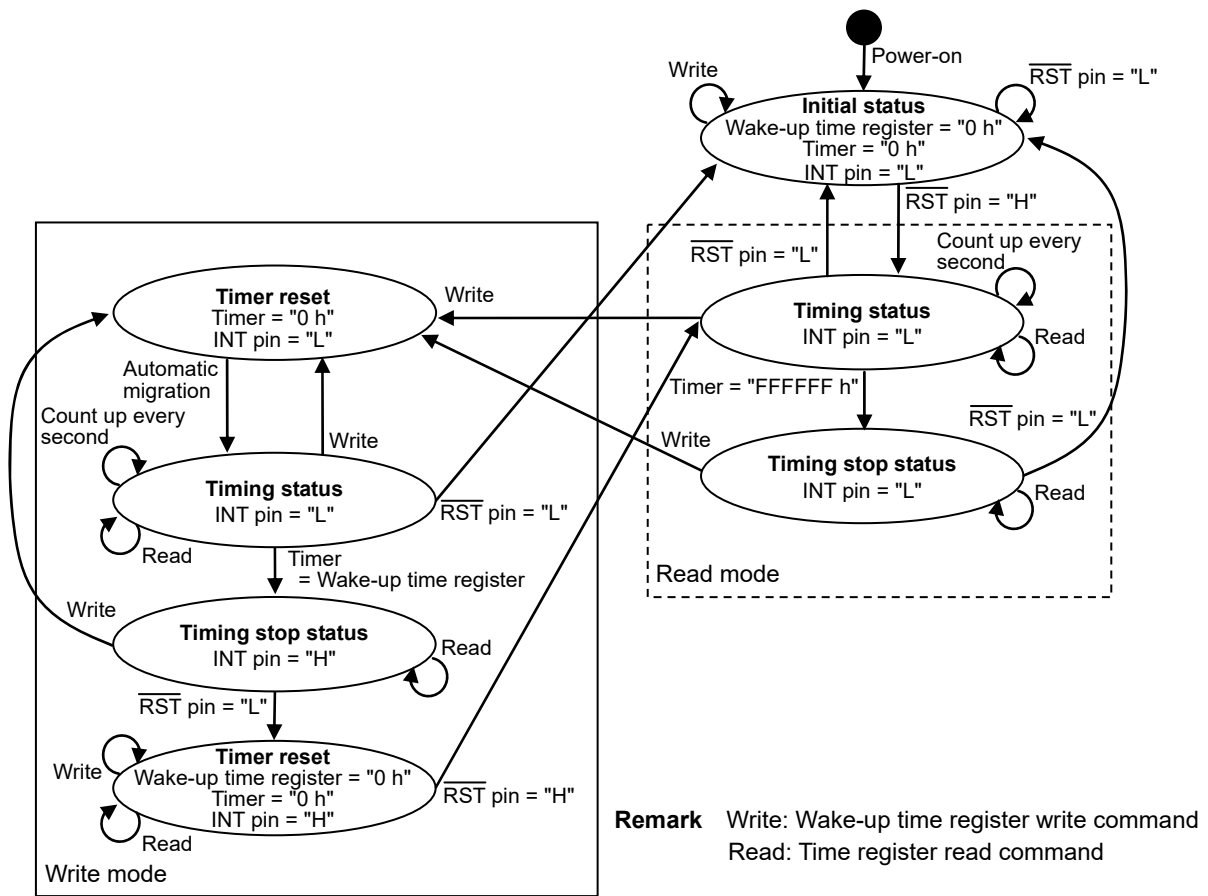 Power-on
Write
RST pin = "L"
Initial status
Wake-up time register = "0 h"
Timer = "0 h"
INT pin = "L"
RST pin = "H"
RST pin = "L"
Count up every
second
Timing status
INT pin = "L"
Read
Write
Timer = "FFFFFF h"
RST pin = "L"
Write
Timing stop status
INT pin = "L"
Read
Read mode
Timer reset
Timer = "0 h"
INT pin = "L"
Automatic
migration
Count up every
second
Write
Timing status
INT pin = "L"
RST pin = "L"
Read
Timer
= Wake-up time register
Write
Timing stop status
INT pin = "H"
Read
RST pin = "L"
Timer reset
Wake-up time register = "0 h"
Timer = "0 h"
INT pin = "H"
Write
Read
RST pin = "H"
Write mode
Remark Write: Wake-up time register write command
Read: Time register read command